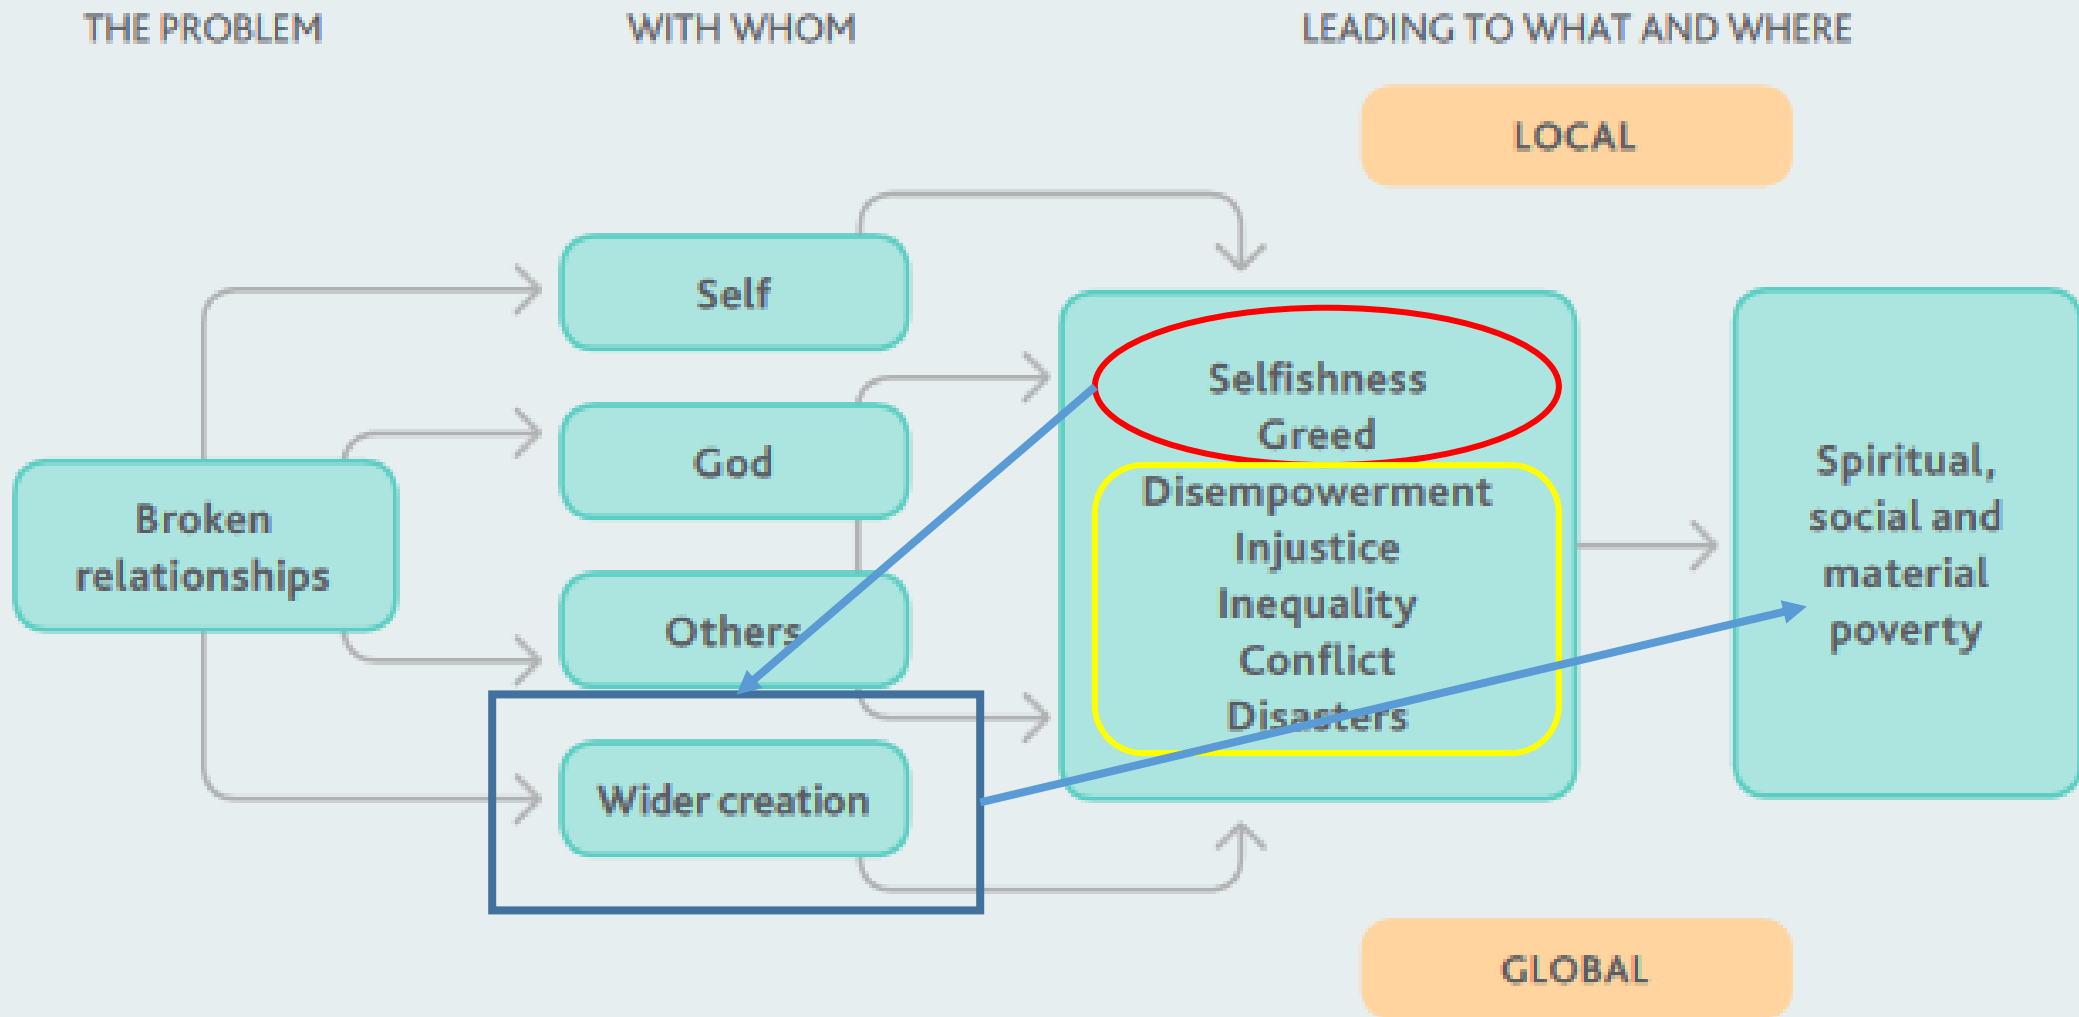 THE PROBLEM
WITH WHOM
LEADING TO WHAT AND WHERE
LOCAL
Self
God
Others
Wider creation
Broken
relationships
Selfishness
Greed
Disempowerment
Injustice
Inequality
Conflict
Disasters
Spiritual,
social and
material
poverty
GLOBAL